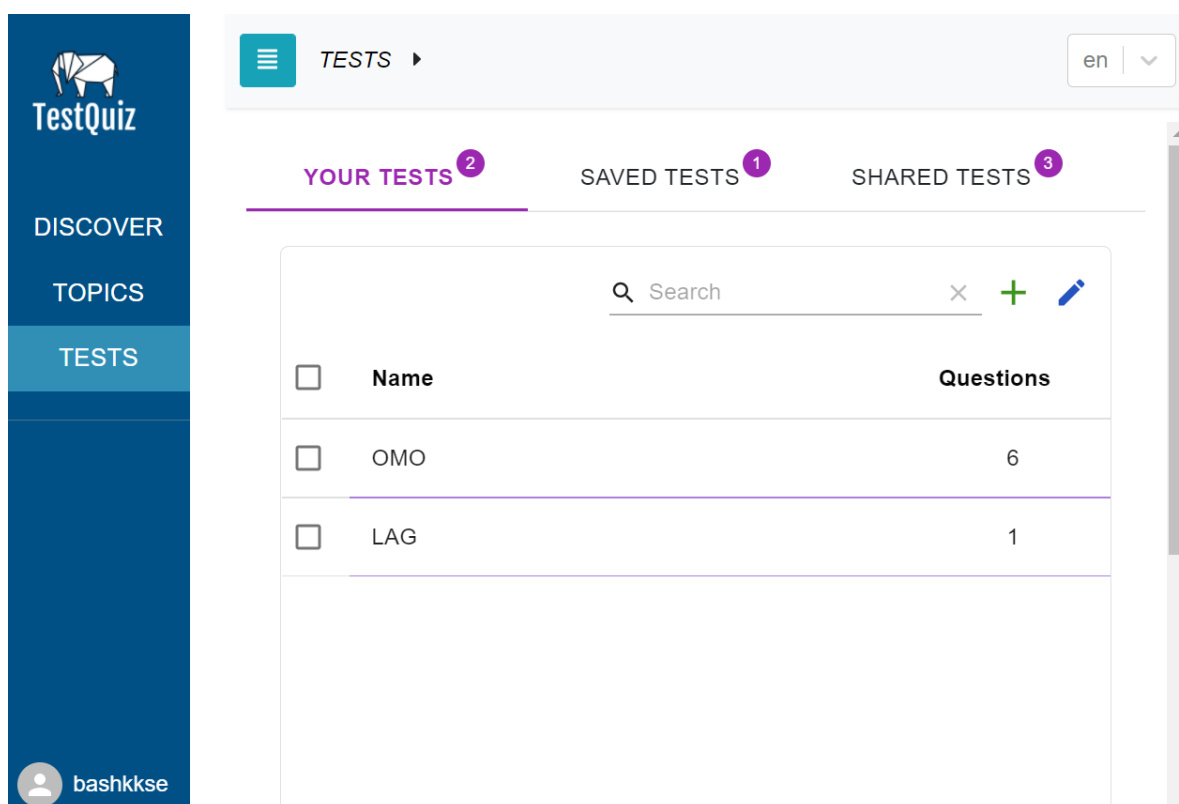 TestQuiz
DISCOVER
TOPICS
TESTS
bashkkse
TESTS
en
YOUR TESTS 2
SAVED TESTS 1
SHARED TESTS 3
Search
Name Questions
OMO 6
LAG 1